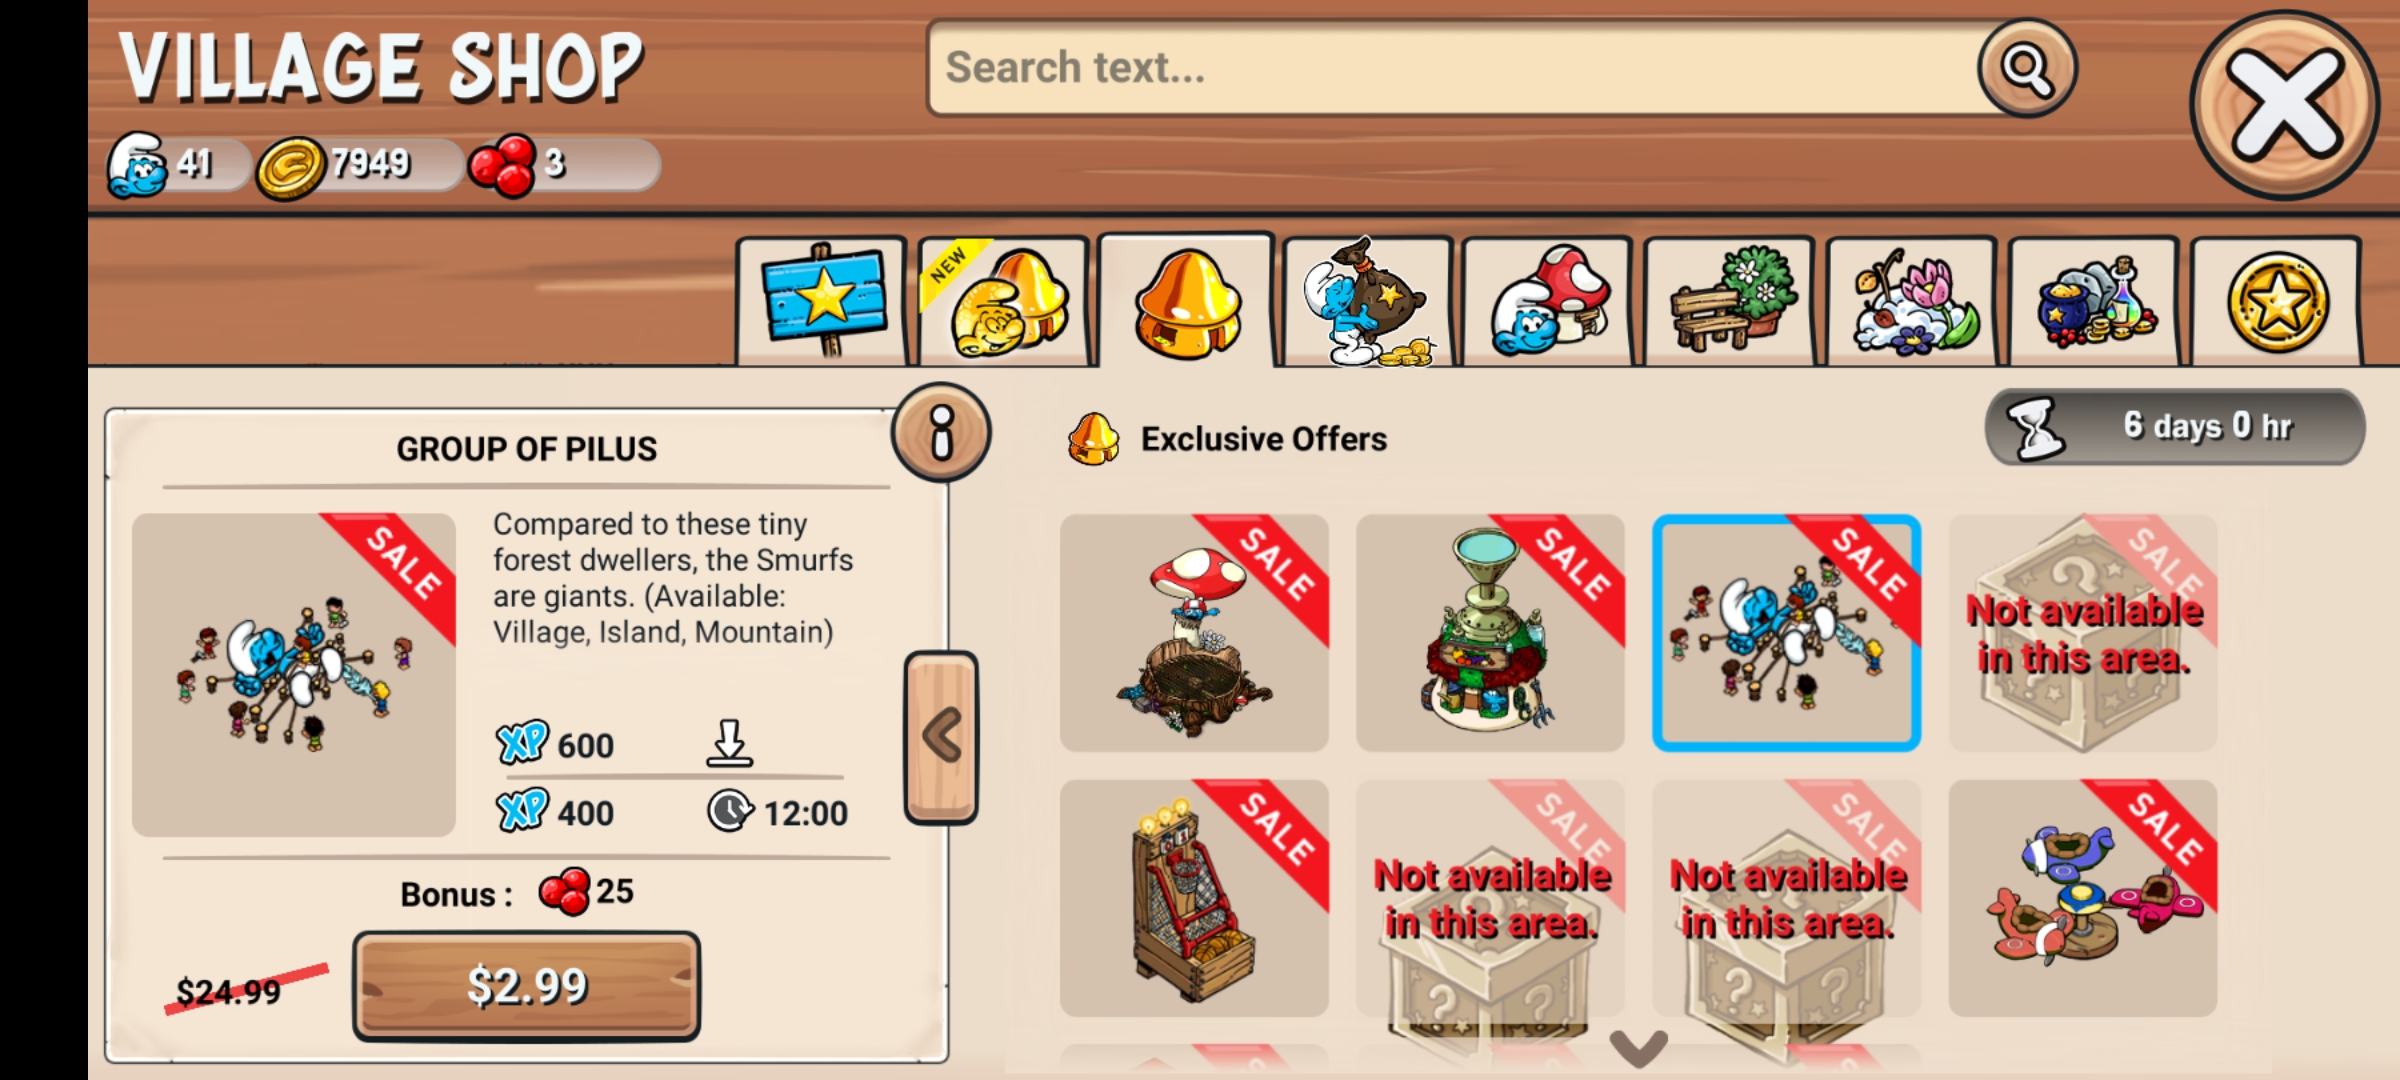 VILLAGE SHOP
Search text...
41
7949
3
NEW
6 days 0 hr
Exclusive Offers
GROUP OF PILUS
SALE
Compared to these tiny
forest dwellers, the Smurfs
are giants. (Available:
Village, Island, Mountain)
XP 600
XP 400
12:00
Bonus : 25
$24.99
$2.99
SALE
SALE
SALE
SALE
Not available
in this area.
SALE
SALE
Not available
in this area.
SALE
Not available
in this area.
SALE